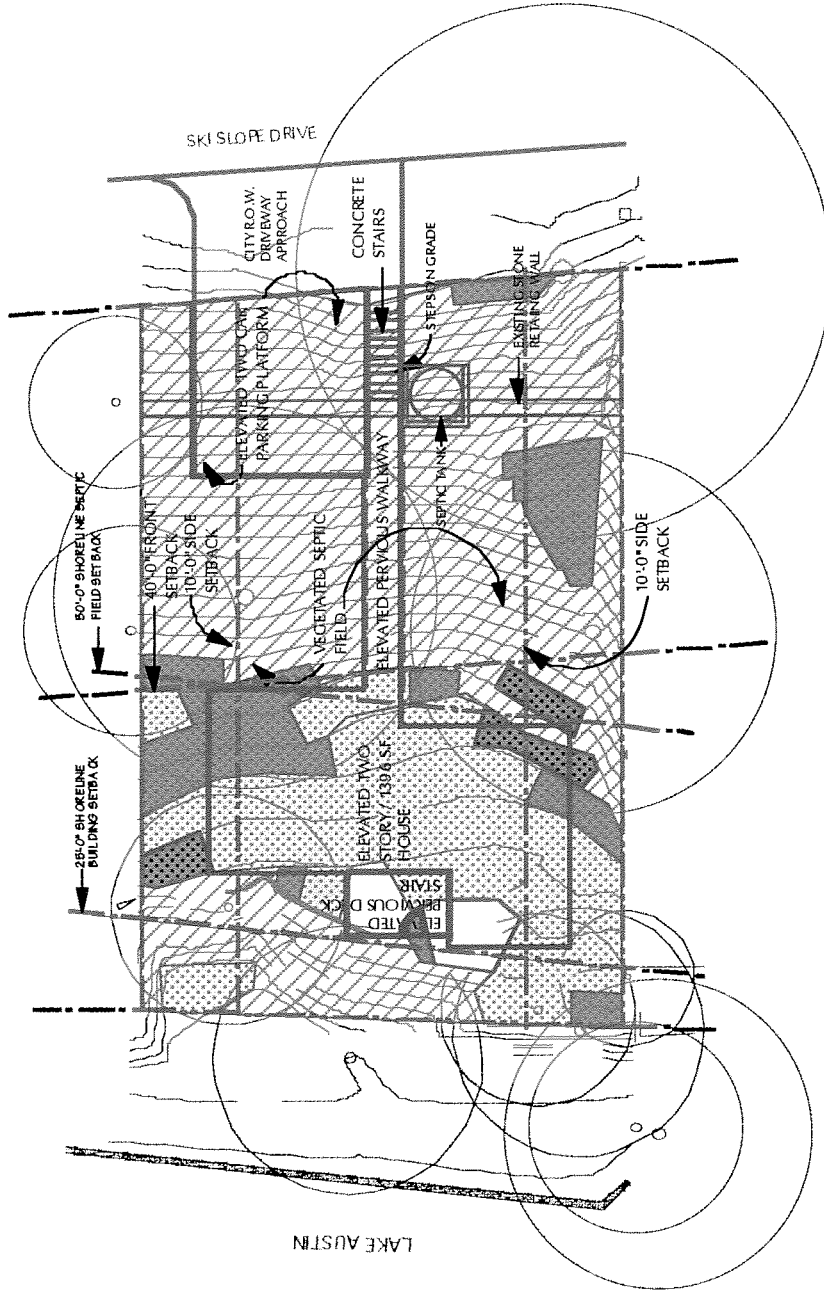 SKI SLOPE DRIVE
CITY R.O.W.
DRIVEWAY
APPROACH
CONCRETE
STAIRS
STEPS ON GRADE
EXISTING STONE
RETAINING WALL
ELEVATED TWO CAR
PARKING PLATFORM
SEPTIC TANK
ELEVATED PERVIOUS WALKWAY
50'-0" SHORELINE SEPTIC
FIELD SETBACK
40'-0" FRONT
SETBACK
10'-0" SIDE
SETBACK
VEGETATED SEPTIC
FIELD
10'-0" SIDE
SETBACK
25'-0" SHORELINE
BUILDING SETBACK
ELEVATED TWO
STORY / 1396 SF
HOUSE
ELEVATED
PERVIOUS DECK
STAIR
LAKE AUSTIN